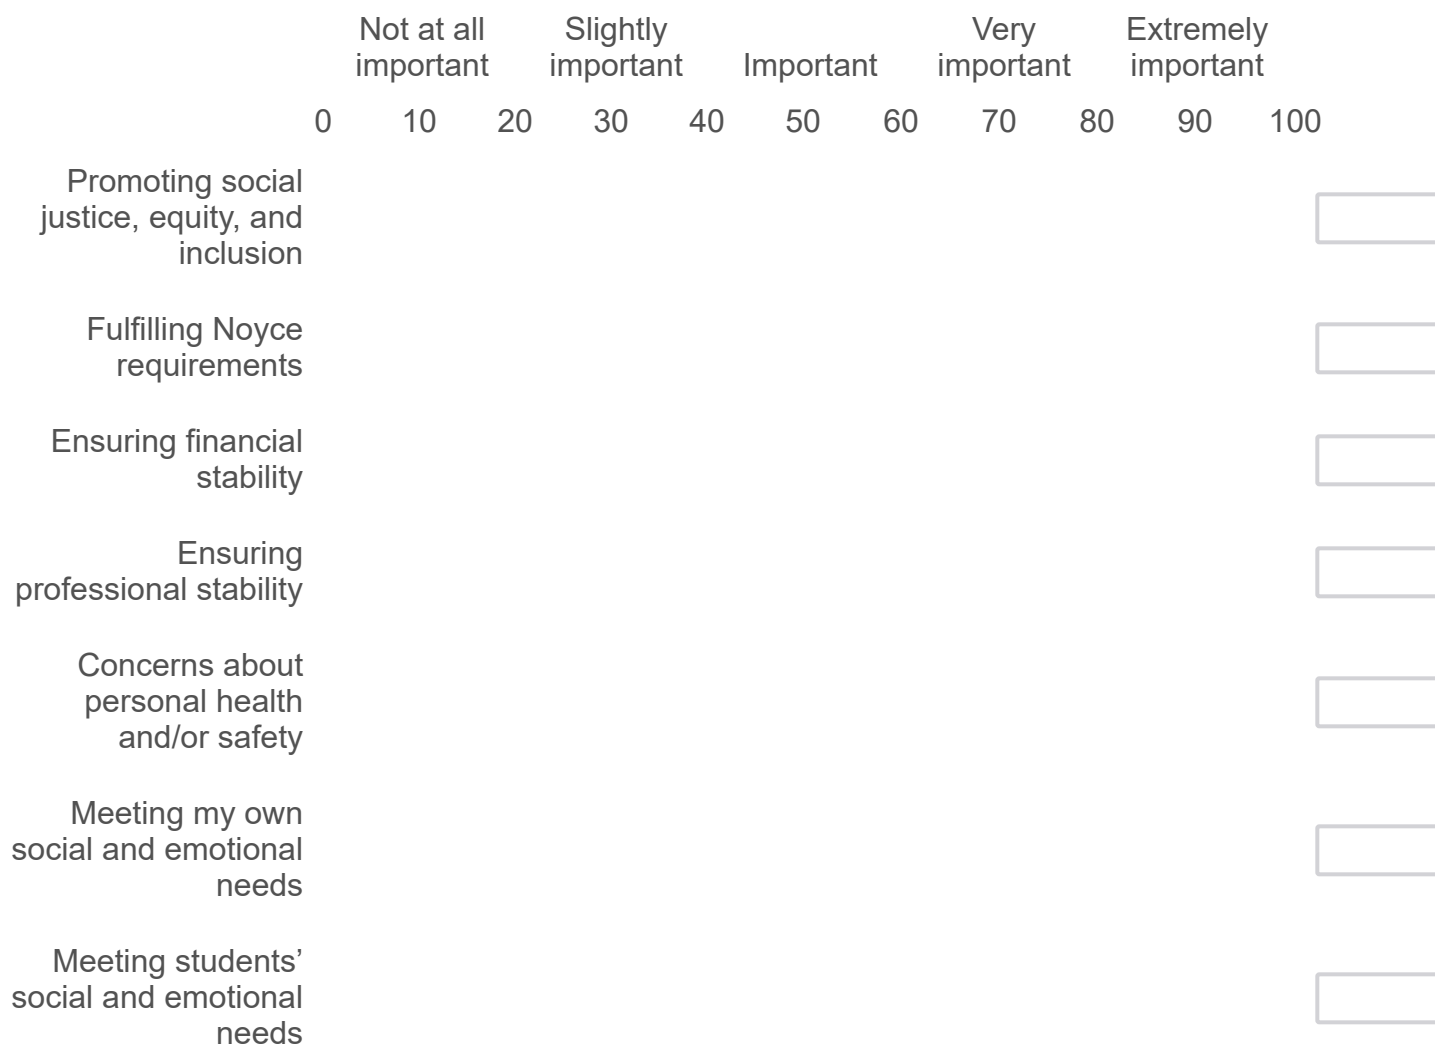 Not at all important
Slightly important
Important
Very important
Extremely important
0 10 20 30 40 50 60 70 80 90 100
Promoting social
justice, equity, and
inclusion
Fulfilling Noyce
requirements
Ensuring financial
stability
Ensuring
professional stability
Concerns about
personal health
and/or safety
Meeting my own
social and emotional
needs
Meeting students’
social and emotional
needs